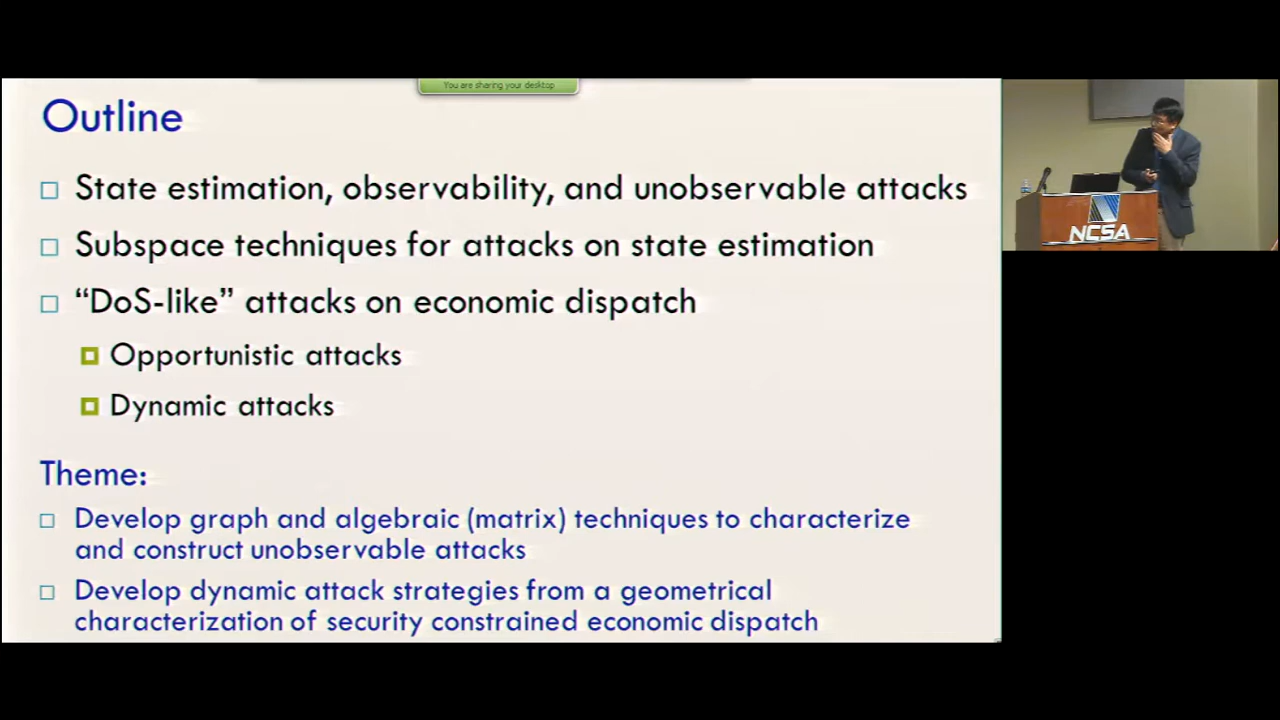 You are sharing your desktop
Outline
State estimation, observability, and unobservable attacks
Subspace techniques for attacks on state estimation
“DoS-like” attacks on economic dispatch
Opportunistic attacks
Dynamic attacks
Theme:
Develop graph and algebraic (matrix) techniques to characterize
and construct unobservable attacks
Develop dynamic attack strategies from a geometrical
characterization of security constrained economic dispatch
NCSA